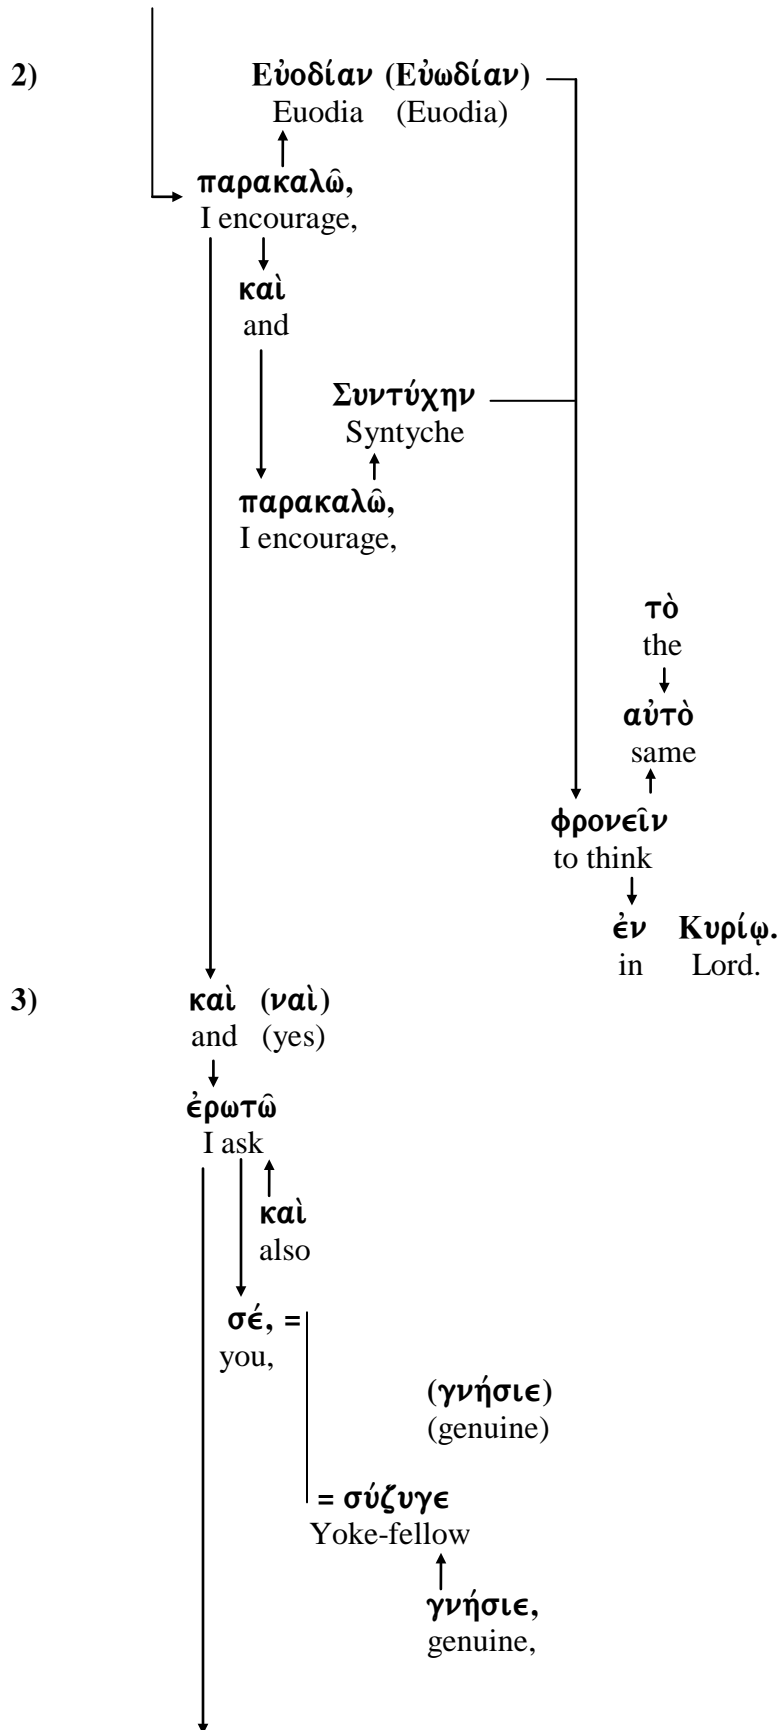 2) Εὐοδίαν (Εὐωδίαν)
Euodia (Euodia)
παρακαλῶ,
I encourage,
καὶ
and
Συντύχην
Syntyche
παρακαλῶ,
I encourage,
τὸ
the
αὐτὸ
same
φρονεῖν
to think
ἐν Κυρίῳ.
in Lord.
3) καὶ (ναὶ)
and (yes)
ἐρωτῶ
I ask
καὶ
also
σέ, =
you,
(γνήσιε)
(genuine)
= σύζυγε
Yoke-fellow
γνήσιε,
genuine,